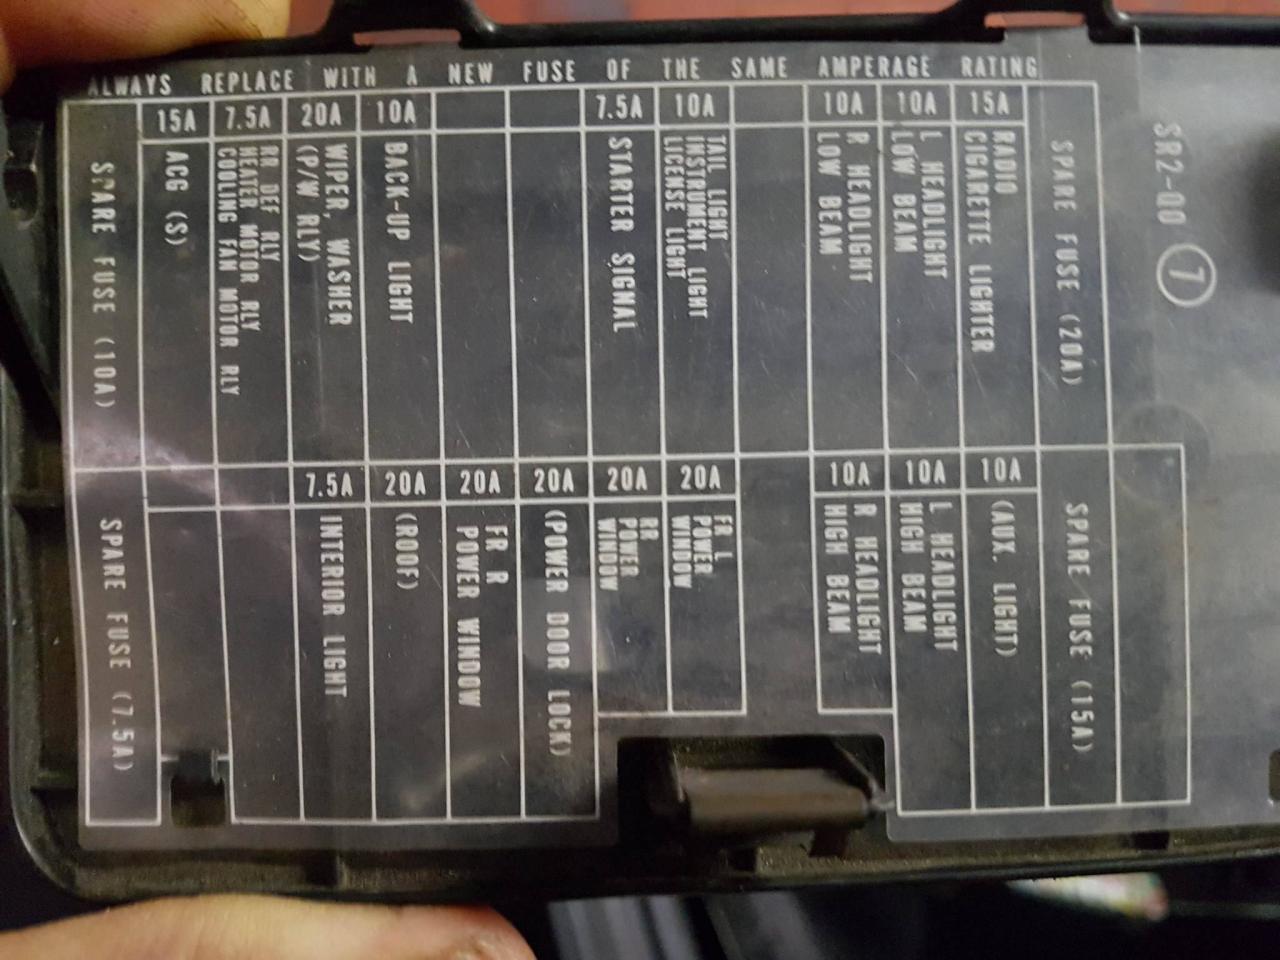 ALWAYS REPLACE WITH A NEW FUSE OF THE SAME AMPERAGE RATING
SPARE FUSE (10A)
15A
ACG (S)
7.5A
RR DEF RLY
HEATER MOTOR RLY
COOLING FAN MOTOR RLY
20A
WIPER, WASHER
(P/W RLY)
10A
BACK-UP LIGHT
7.5A
STARTER SIGNAL
10A
TAIL LIGHT
INSTRUMENT LIGHT
LICENSE LIGHT
10A
R HEADLIGHT
LOW BEAM
10A
L HEADLIGHT
LOW BEAM
15A
RADIO
CIGARETTE LIGHTER
SPARE FUSE (20A)
SR2-00 7
SPARE FUSE (7.5A)
7.5A
INTERIOR LIGHT
20A
(ROOF)
20A
FR R
POWER WINDOW
20A
(POWER DOOR LOCK)
20A
RR
POWER
WINDOW
20A
FR L
POWER
WINDOW
10A
R HEADLIGHT
HIGH BEAM
10A
L HEADLIGHT
HIGH BEAM
10A
(AUX. LIGHT)
SPARE FUSE (15A)